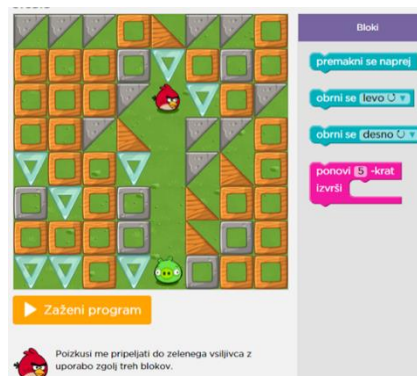 Bloki
premakni se naprej
obrni se levo
obrni se desno
ponovi 5 -krat
izvrši
Zaženi program
Poizkusi me pripeljati do zelenega vsiljivca z
uporabo zgolj treh blokov.